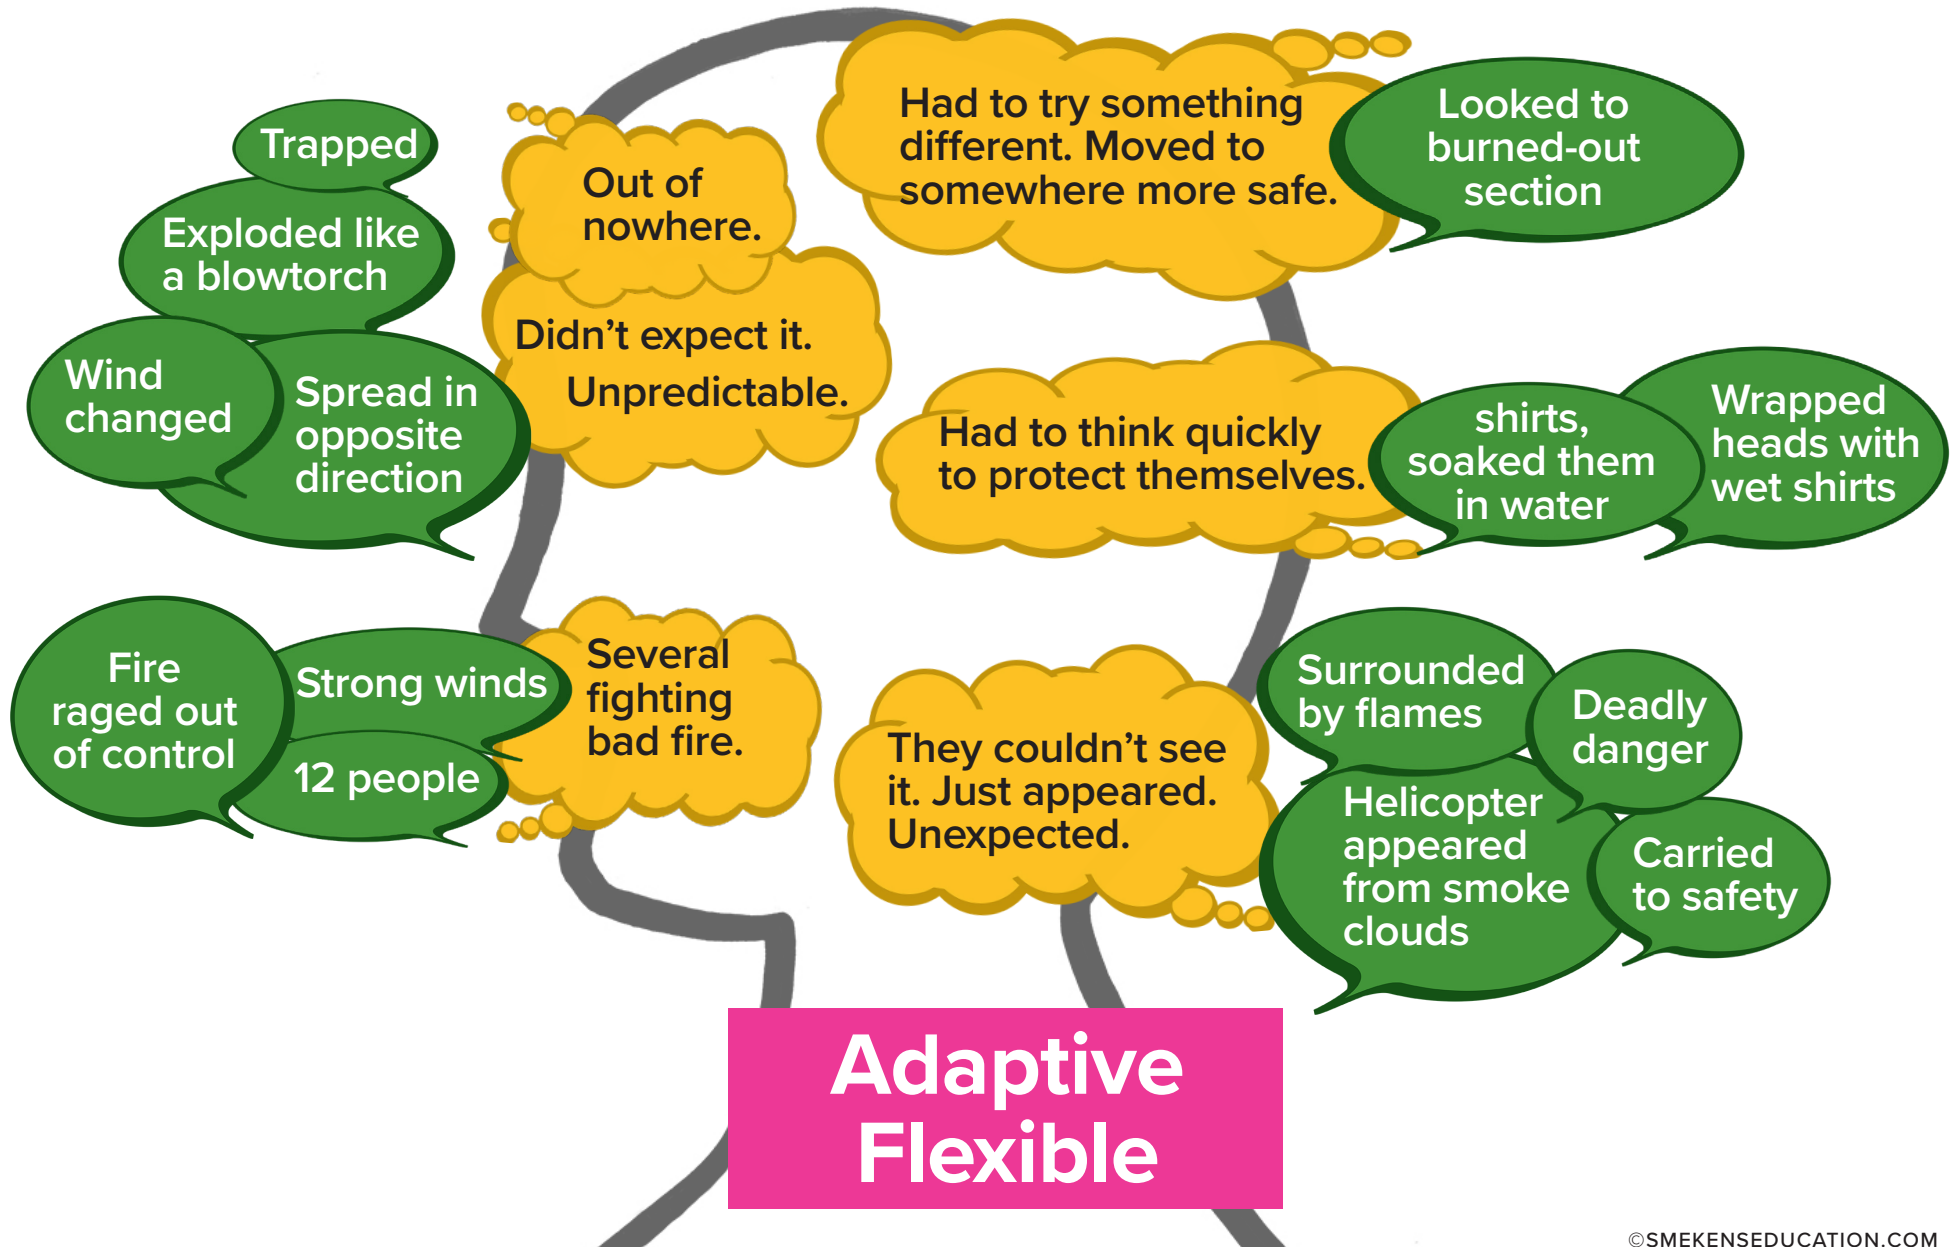 Trapped
Exploded like
a blowtorch
Wind
changed
Spread in
opposite
direction
Out of
nowhere.
Didn't expect it.
Unpredictable.
Fire
raged out
of control
Strong winds
12 people
Several
fighting
bad fire.
Had to try something
different. Moved to
somewhere more safe.
Looked to
burned-out
section
Had to think quickly
to protect themselves.
shirts,
soaked them
in water
Wrapped
heads with
wet shirts
They couldn't see
it. Just appeared.
Unexpected.
Surrounded
by flames
Deadly
danger
Helicopter
appeared
from smoke
clouds
Carried
to safety
Adaptive
Flexible
©SMEKENSEDUCATION.COM